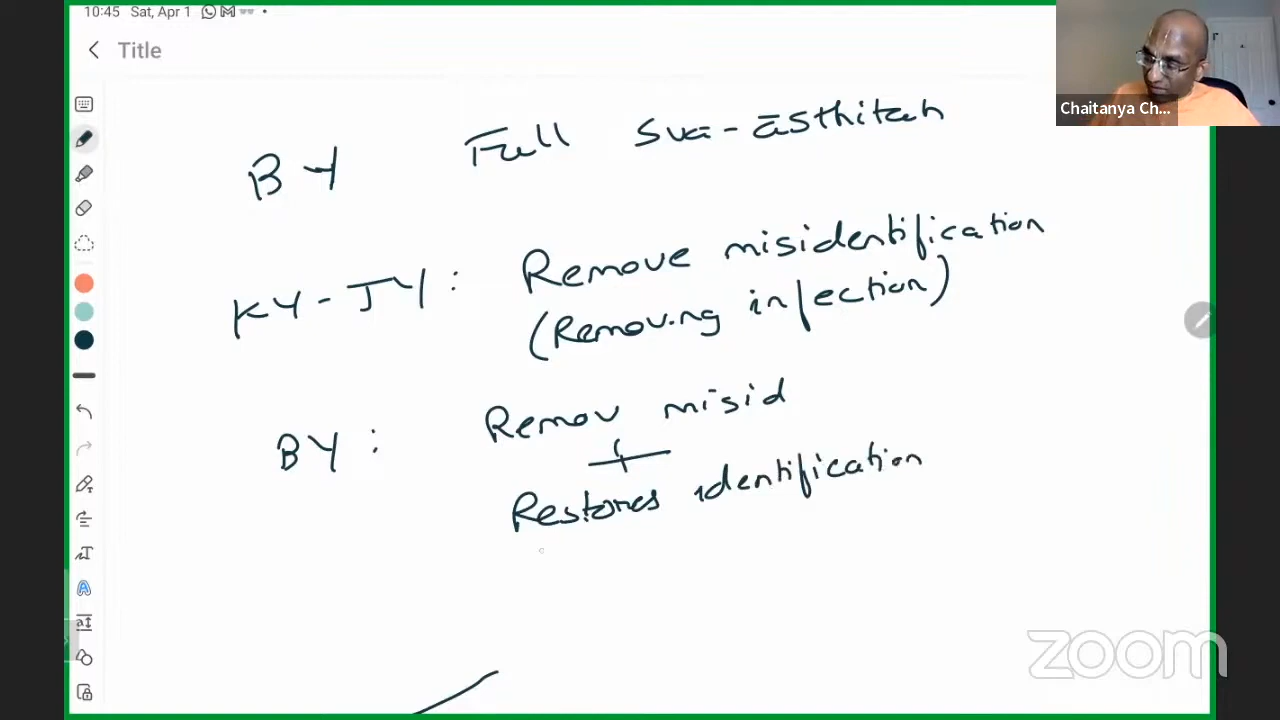 10:45 Sat, Apr 1
Title
Chaitanya Ch...
BY Full Sva-āsthitah
KY-JY: Remove misidentification
(Removing infection)
BY: Remov misid
+
Restores identification
zoom